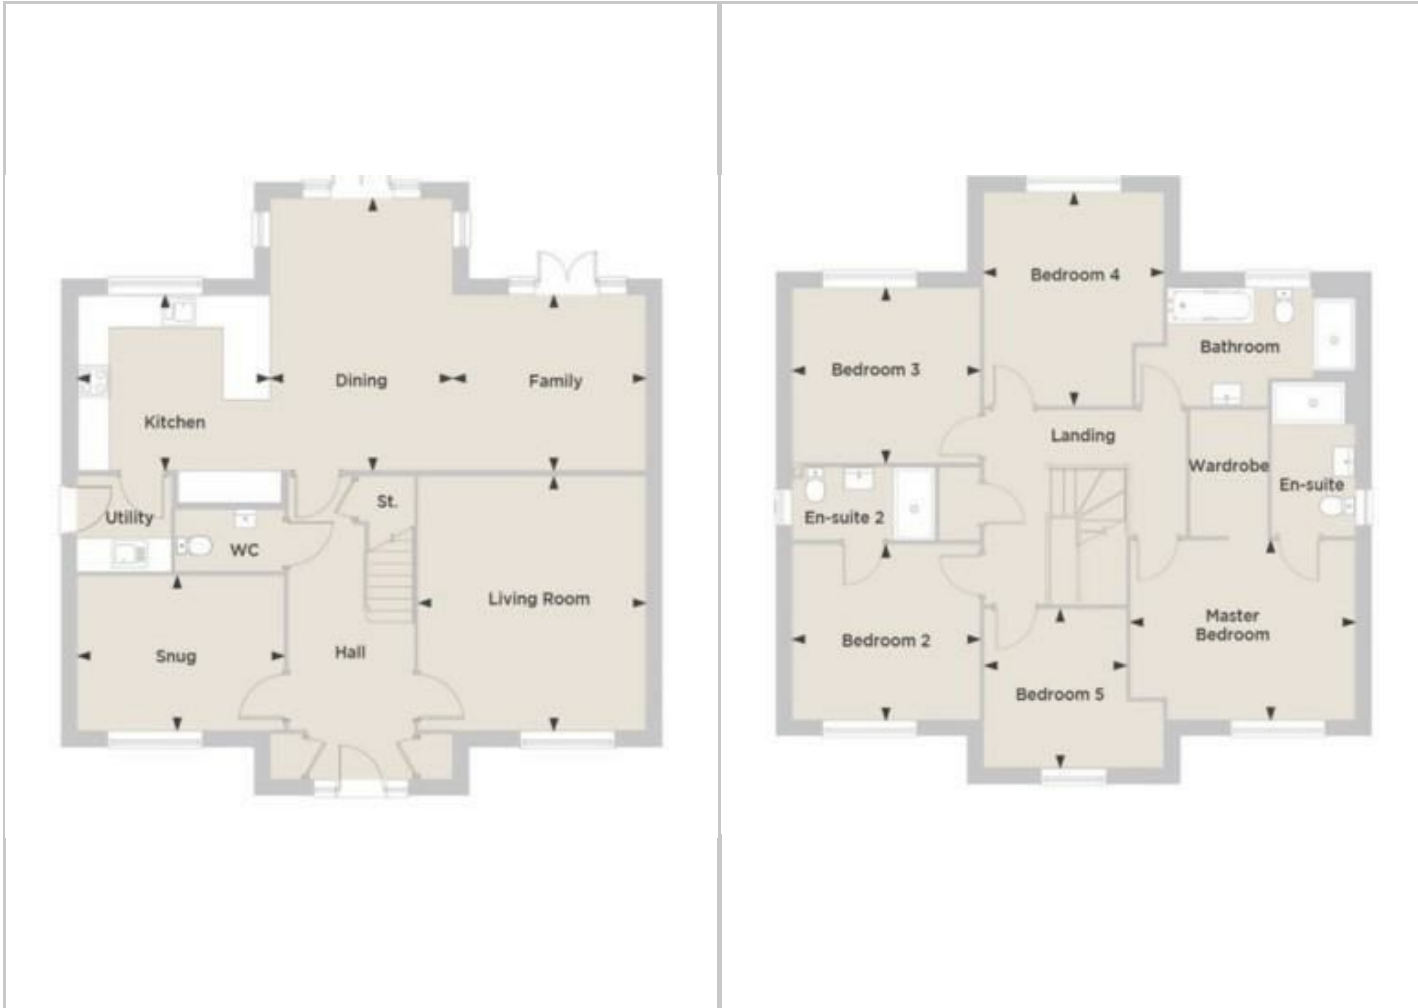 Dining
Family
Kitchen
St.
Utility
WC
Living Room
Snug
Hall
Bedroom 4
Bathroom
Bedroom 3
Landing
Wardrobe
En-suite
En-suite 2
Master
Bedroom
Bedroom 2
Bedroom 5